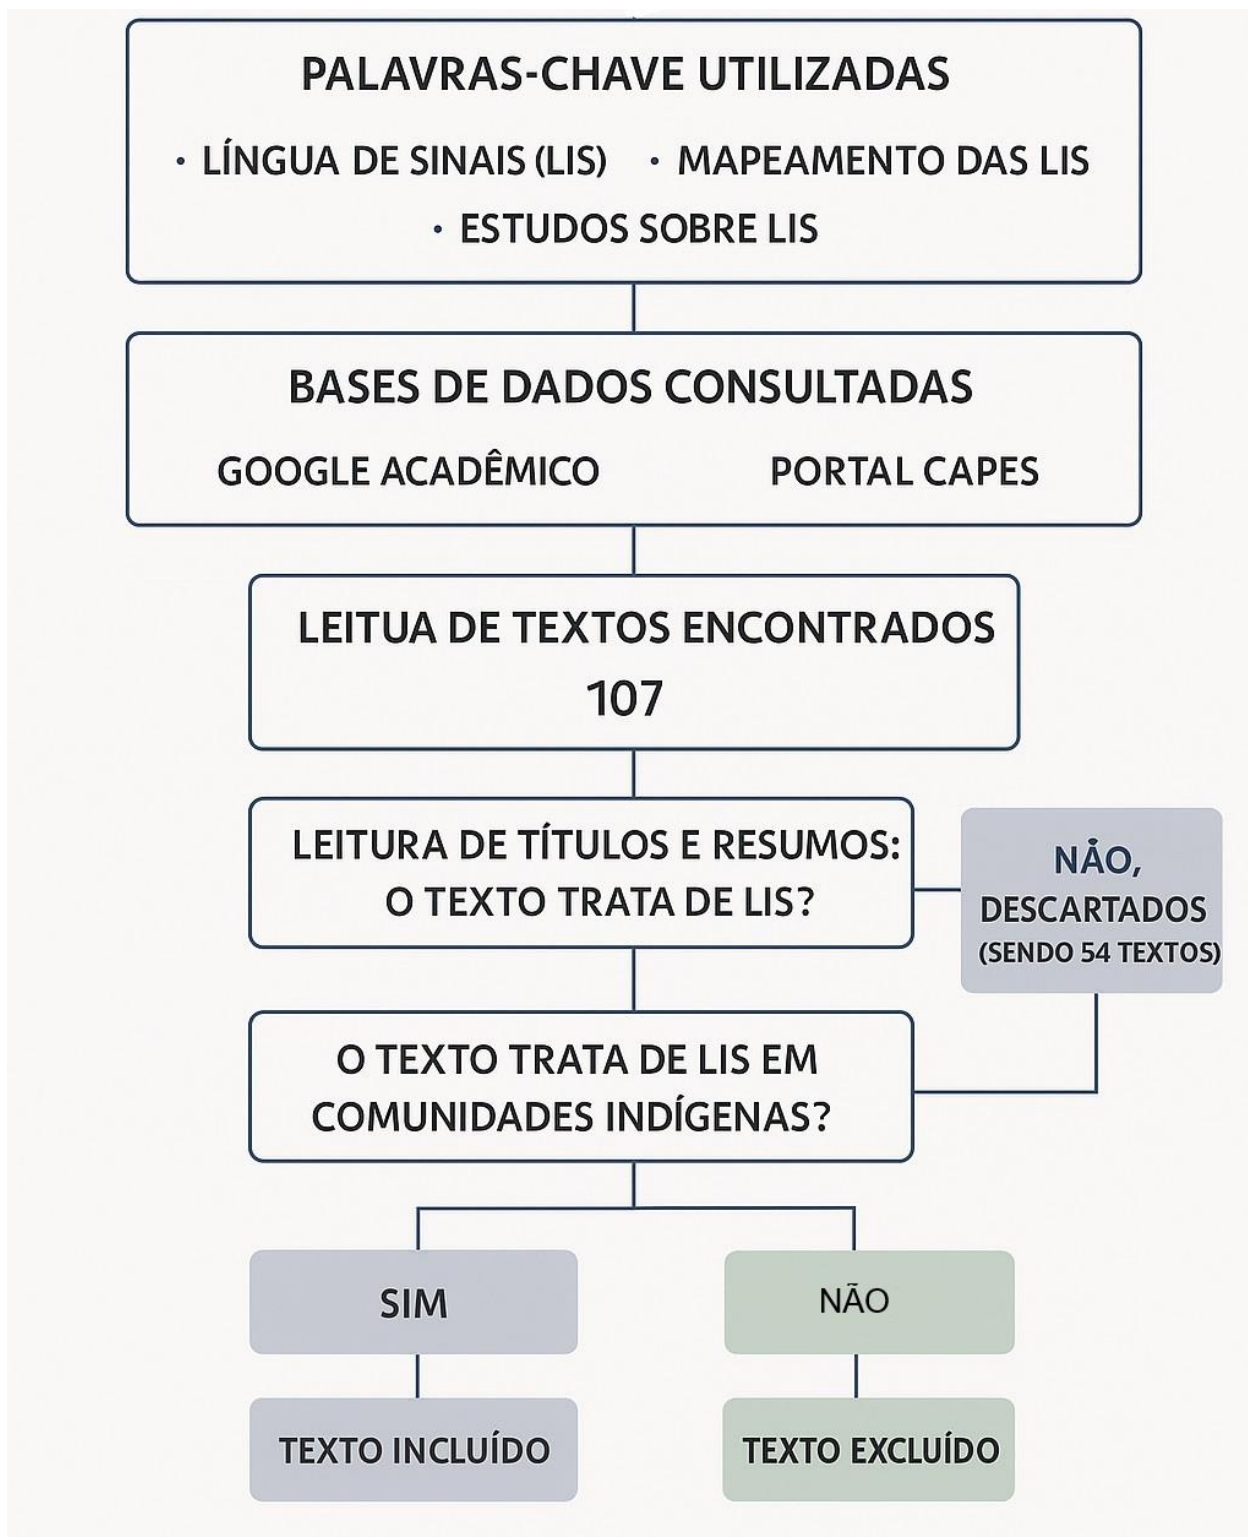 PALAVRAS-CHAVE UTILIZADAS
· LÍNGUA DE SINAIS (LIS) · MAPEAMENTO DAS LIS
· ESTUDOS SOBRE LIS
BASES DE DADOS CONSULTADAS
GOOGLE ACADÊMICO PORTAL CAPES
LEITUA DE TEXTOS ENCONTRADOS
107
LEITURA DE TÍTULOS E RESUMOS:
O TEXTO TRATA DE LIS?
NÃO,
DESCARTADOS
(SENDO 54 TEXTOS)
O TEXTO TRATA DE LIS EM
COMUNIDADES INDÍGENAS?
SIM NÃO
TEXTO INCLUÍDO TEXTO EXCLUÍDO